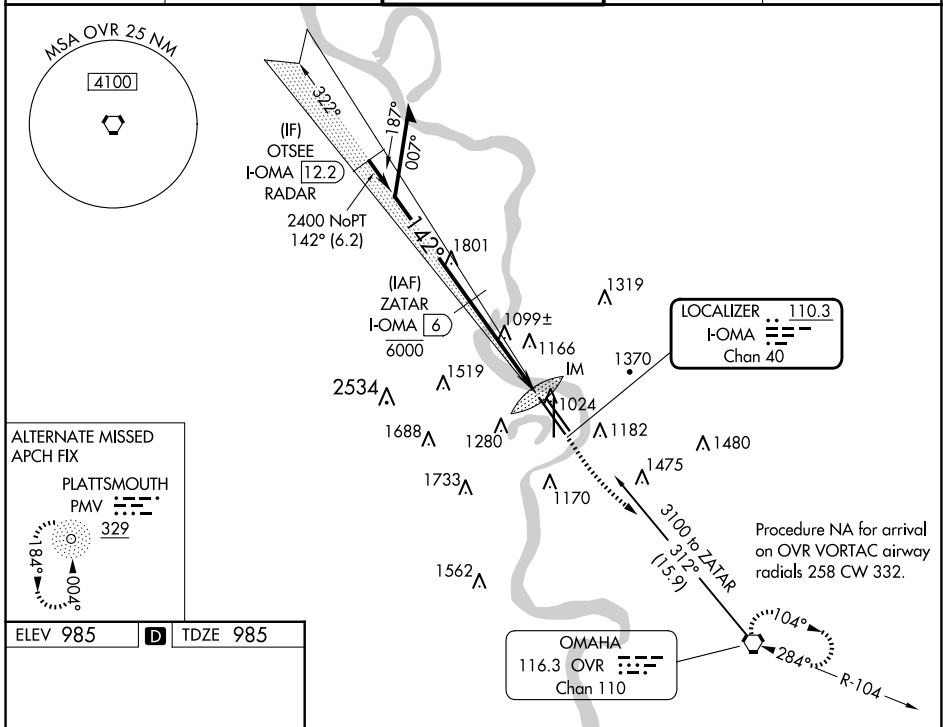 MSA OVR 25 NM
4100
322°
187°
007°
(IF)
OTSEE
I-OMA 12.2
RADAR
2400 NoPT
142° (6.2)
142°
1801
(IAF)
ZATAR
I-OMA 6
6000
1319
1099±
1166
LOCALIZER 110.3
I-OMA
Chan 40
1370
IM
1519
2534
1024
1688
1280
1182
1480
1475
1733
1170
ALTERNATE MISSED
APCH FIX
PLATTSMOUTH
PMV
329
184°
004°
3100 to ZATAR
312°
(15.9)
Procedure NA for arrival
on OVR VORTAC airway
radials 258 CW 332.
1562
104°
284°
R-104
OMAHA
116.3 OVR
Chan 110
ELEV 985 D TDZE 985